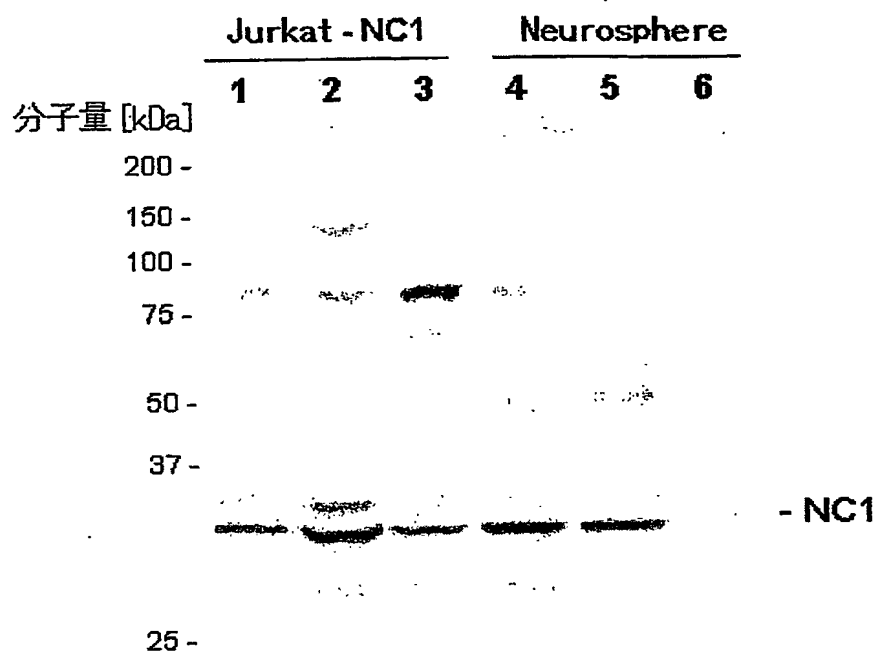 Jurkat - NC1 Neurosphere
1 2 3 4 5 6
分子量 [kDa]
200 -
150 -
100 -
75 -
50 -
37 -
- NC1
25 -